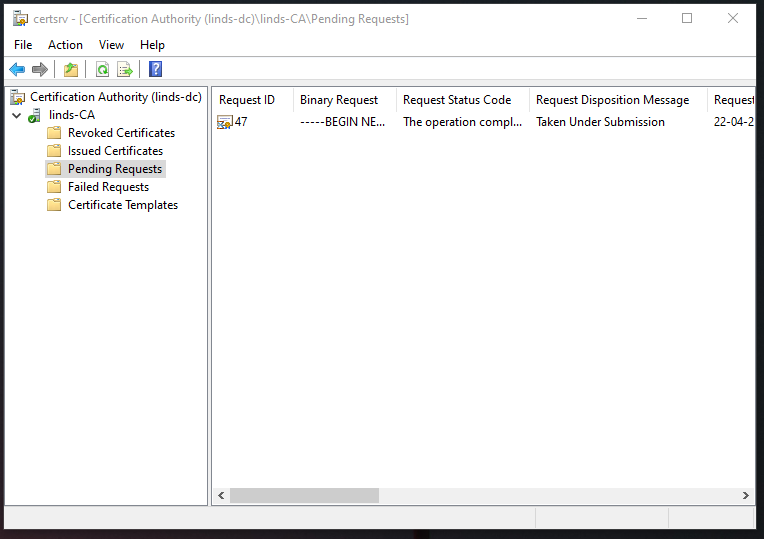 certsrv - [Certification Authority (linds-dc)\linds-CA\Pending Requests]
File Action View Help
Certification Authority (linds-dc)
linds-CA
Revoked Certificates
Issued Certificates
Pending Requests
Failed Requests
Certificate Templates
Request ID Binary Request Request Status Code Request Disposition Message Request
47 -----BEGIN NE... The operation compl... Taken Under Submission 22-04-2